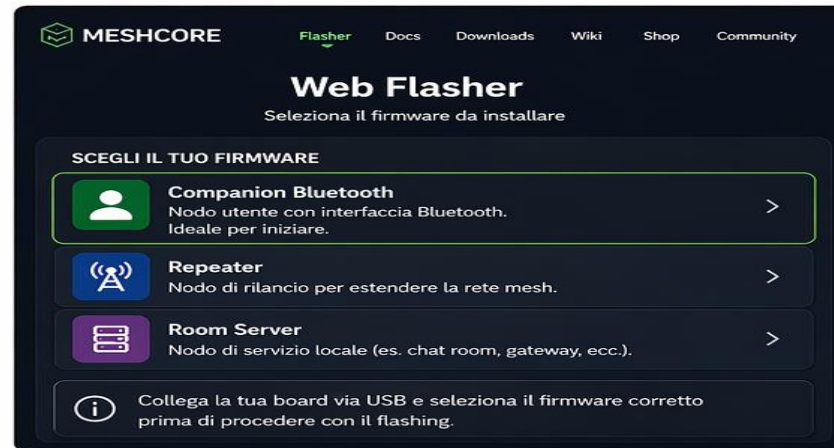 MESHCORE
Flasher Docs Downloads Wiki Shop Community
Web Flasher
Seleziona il firmware da installare
SCEGLI IL TUO FIRMWARE
Companion Bluetooth
Nodo utente con interfaccia Bluetooth.
Ideale per iniziare.
Repeater
Nodo di rilancio per estendere la rete mesh.
Room Server
Nodo di servizio locale (es. chat room, gateway, ecc.).
Collega la tua board via USB e seleziona il firmware corretto
prima di procedere con il flashing.